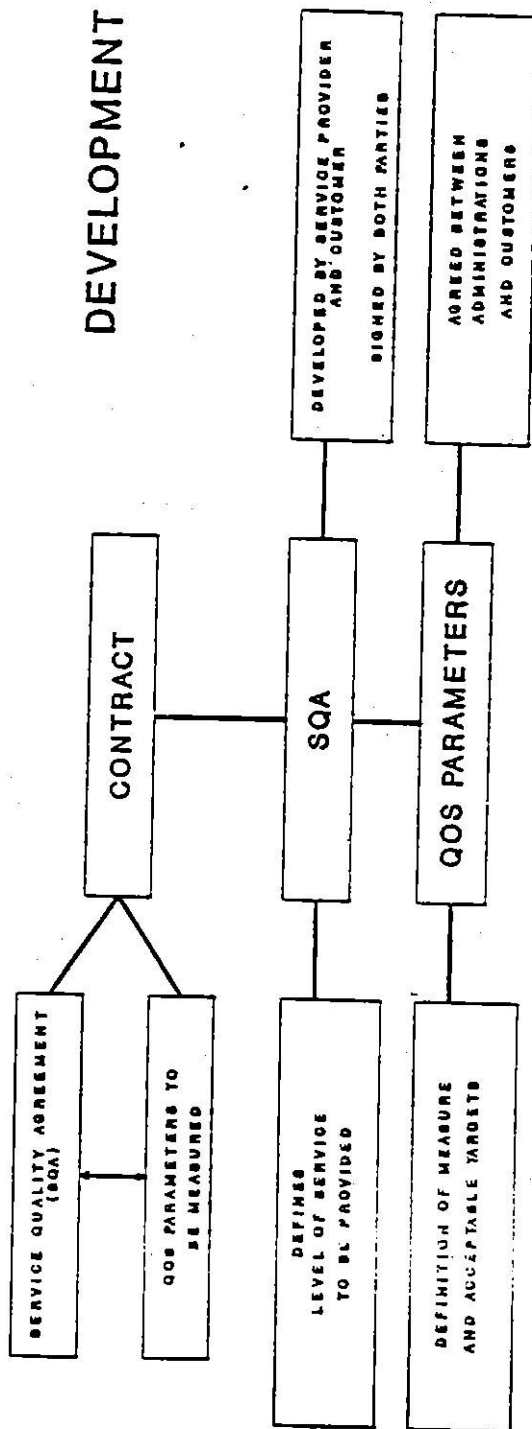 DEVELOPMENT
SERVICE QUALITY AGREEMENT
(SQA)
QOS PARAMETERS TO
BE MEASURED
CONTRACT
DEFINES
LEVEL OF SERVICE
TO BE PROVIDED
SQA
DEVELOPED BY SERVICE PROVIDER
AND CUSTOMER
SIGNED BY BOTH PARTIES
DEFINITION OF MEASURE
AND ACCEPTABLE TARGETS
QOS PARAMETERS
AGREED BETWEEN
ADMINISTRATIONS
AND CUSTOMERS